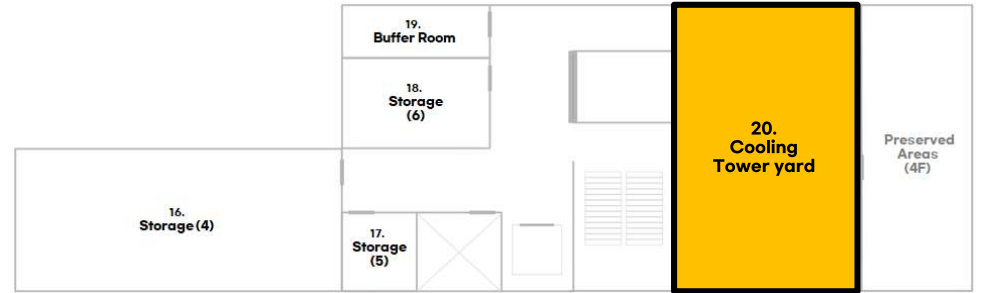 19.
Buffer Room
18.
Storage
(6)
20.
Cooling
Tower yard
Preserved
Areas
(4F)
16.
Storage(4)
17.
Storage
(5)